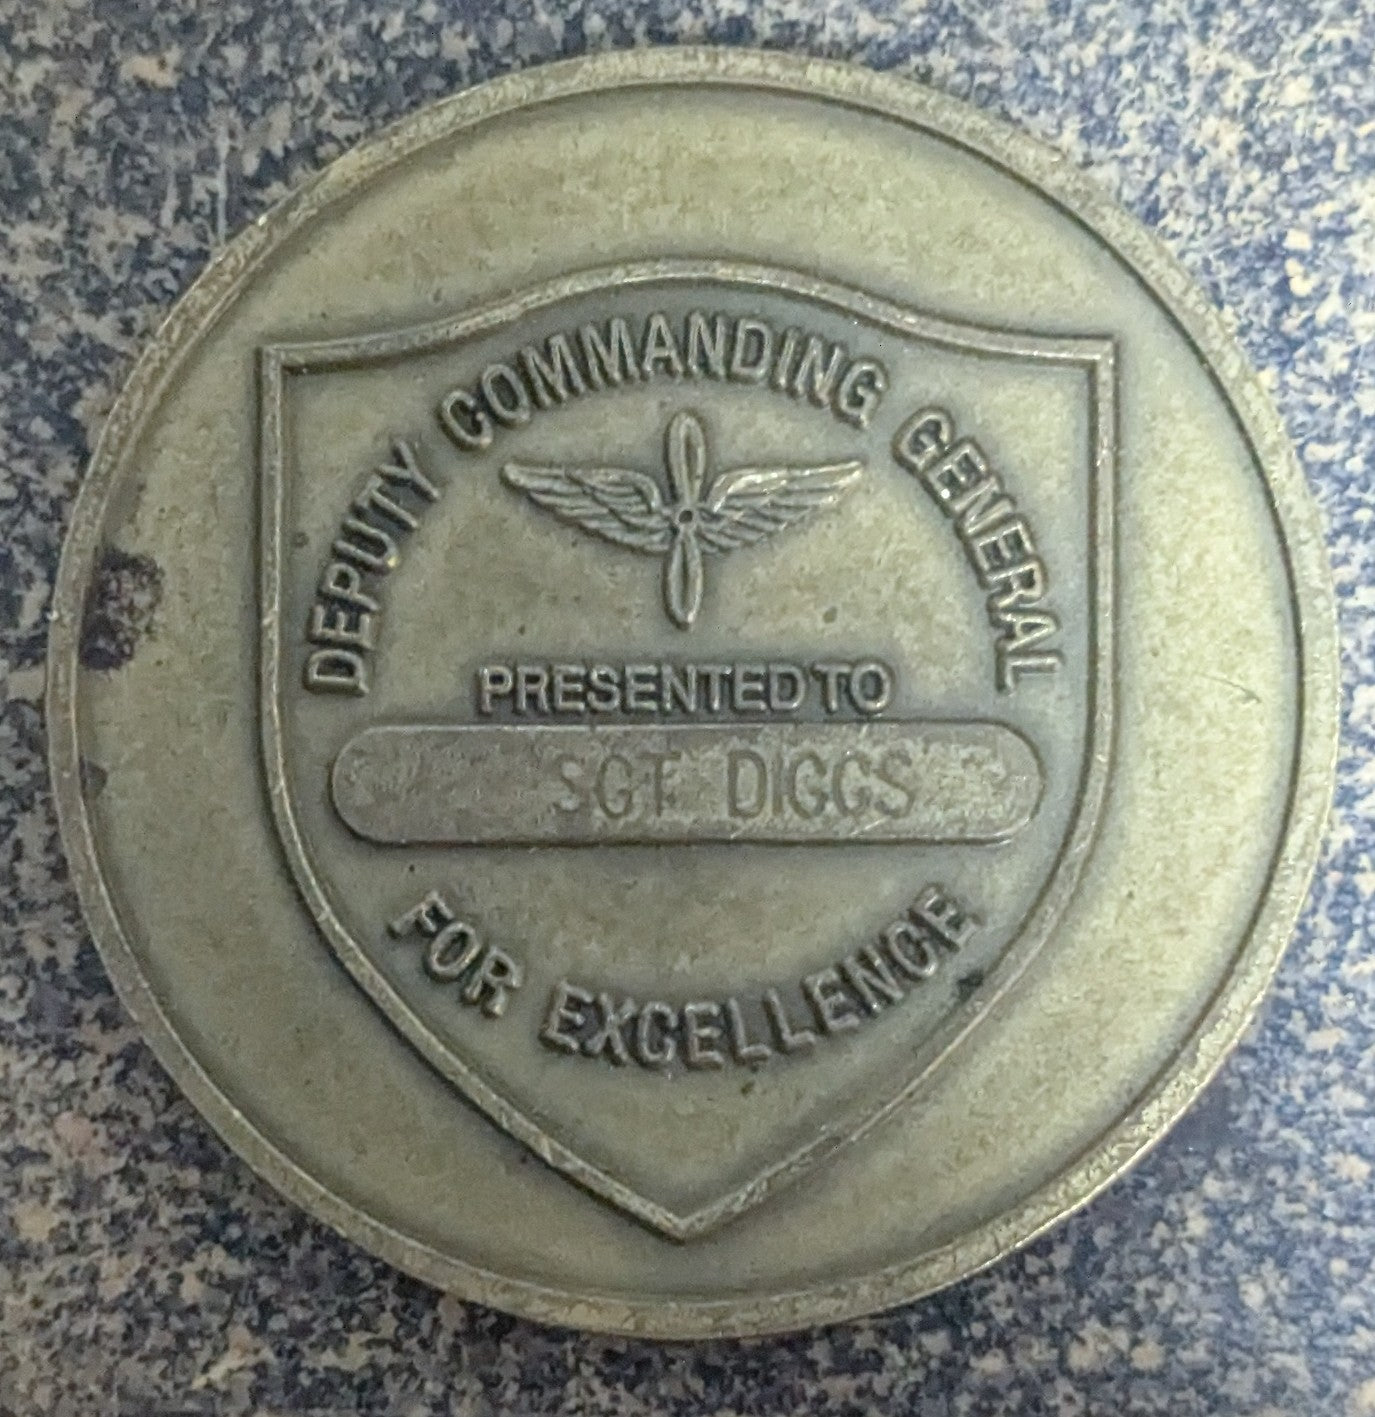 DEPUTY COMMANDING GENERAL
PRESENTED TO
SGT DIGGS
FOR EXCELLENCE